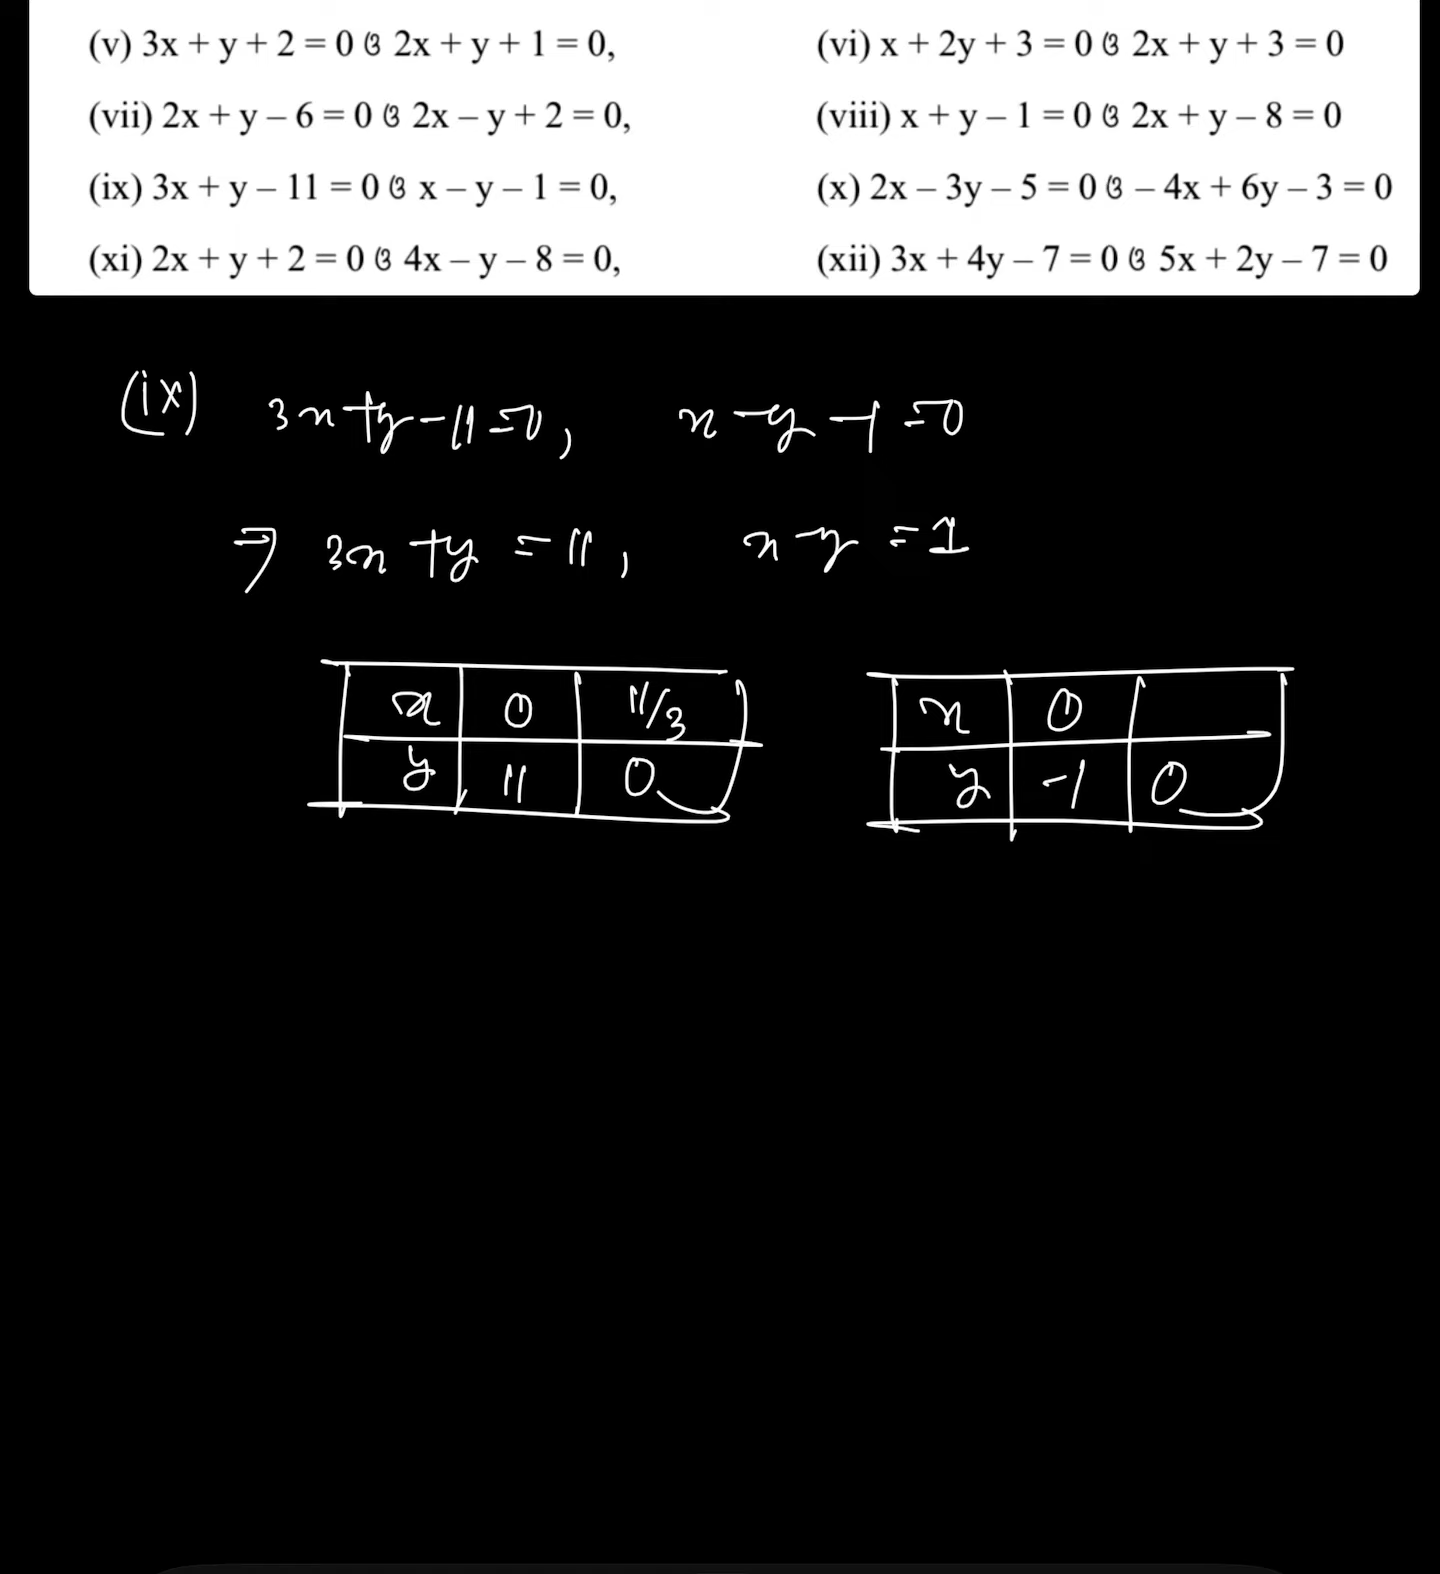 (v) 3x + y + 2 = 0 ও 2x + y + 1 = 0, (vi) x + 2y + 3 = 0 ও 2x + y + 3 = 0
(vii) 2x + y – 6 = 0 ও 2x – y + 2 = 0, (viii) x + y – 1 = 0 ও 2x + y – 8 = 0
(ix) 3x + y – 11 = 0 ও x – y – 1 = 0, (x) 2x – 3y – 5 = 0 ও – 4x + 6y – 3 = 0
(xi) 2x + y + 2 = 0 ও 4x – y – 8 = 0, (xii) 3x + 4y – 7 = 0 ও 5x + 2y – 7 = 0
(ix) 3x + y - 11 = 0, x - y - 1 = 0
⇒ 3x + y = 11, x - y = 1
x 0 11/3 x 0
y 11 0 y -1 0